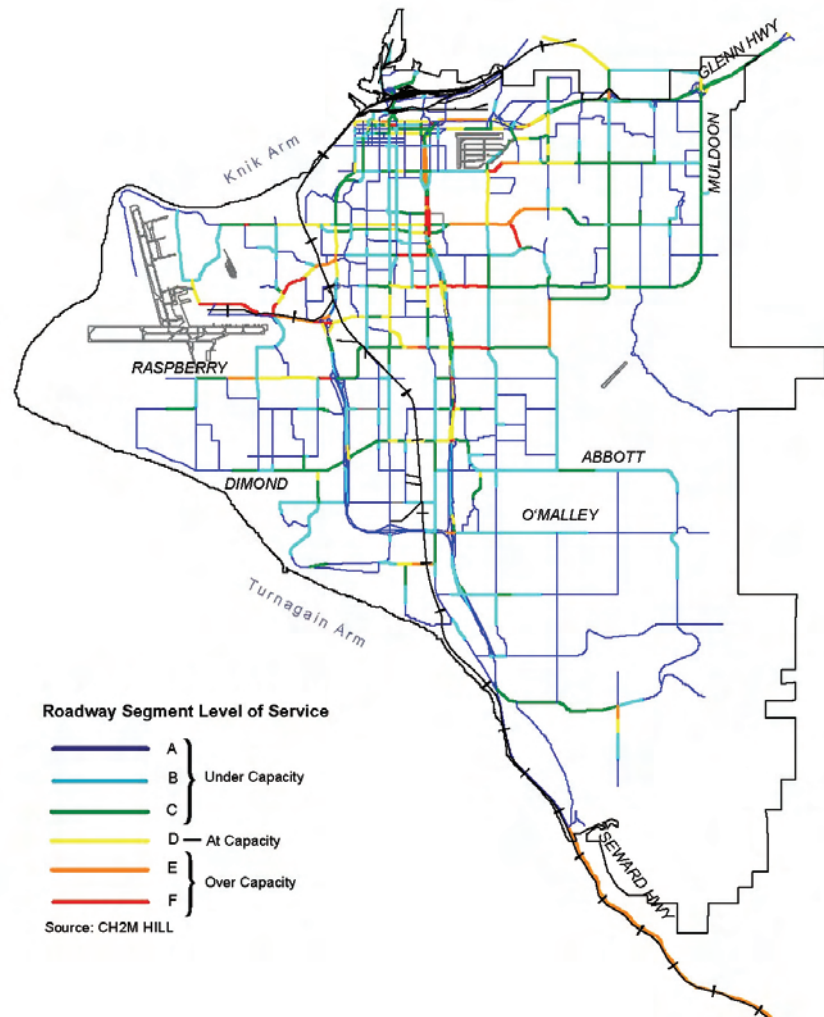 GLENN HWY
MULDOON
Knik Arm
RASPBERRY
ABBOTT
DIMOND
O'MALLEY
Turnagain Arm
Roadway Segment Level of Service
A
B Under Capacity
C
D At Capacity
E
Over Capacity
F
Source: CH2M HILL
SEWARD HWY